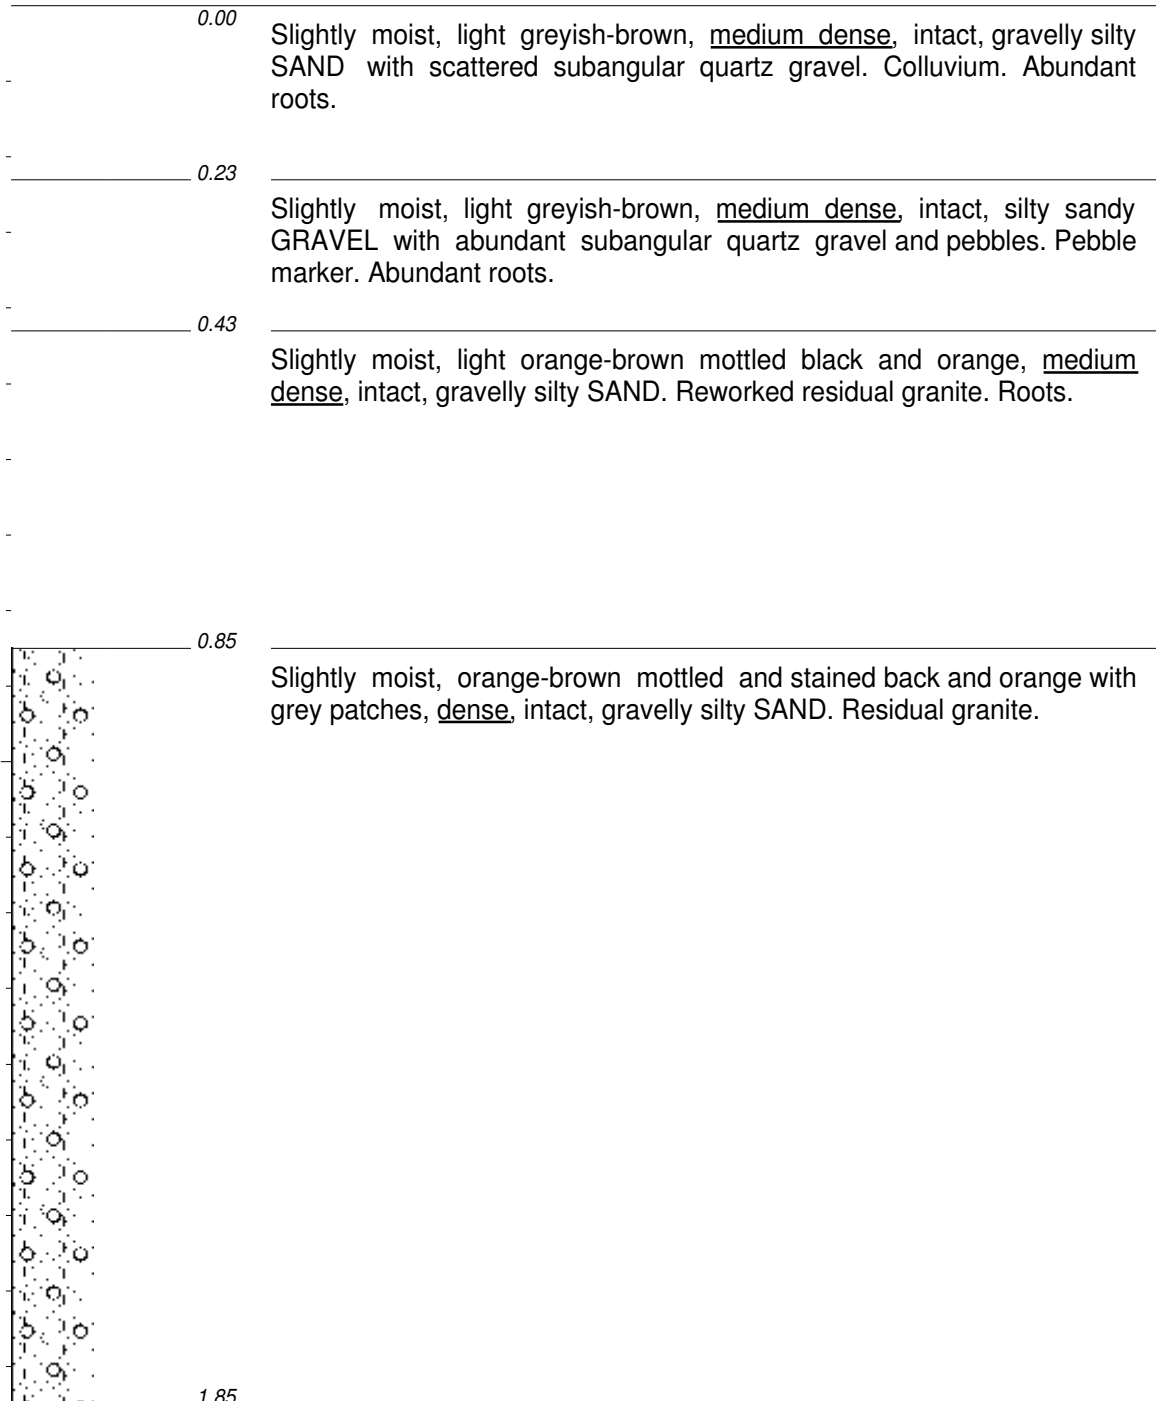 0.00
Slightly moist, light greyish-brown, medium dense, intact, gravelly silty
SAND with scattered subangular quartz gravel. Colluvium. Abundant
roots.
0.23
Slightly moist, light greyish-brown, medium dense, intact, silty sandy
GRAVEL with abundant subangular quartz gravel and pebbles. Pebble
marker. Abundant roots.
0.43
Slightly moist, light orange-brown mottled black and orange, medium
dense, intact, gravelly silty SAND. Reworked residual granite. Roots.
0.85
Slightly moist, orange-brown mottled and stained back and orange with
grey patches, dense, intact, gravelly silty SAND. Residual granite.
1.85